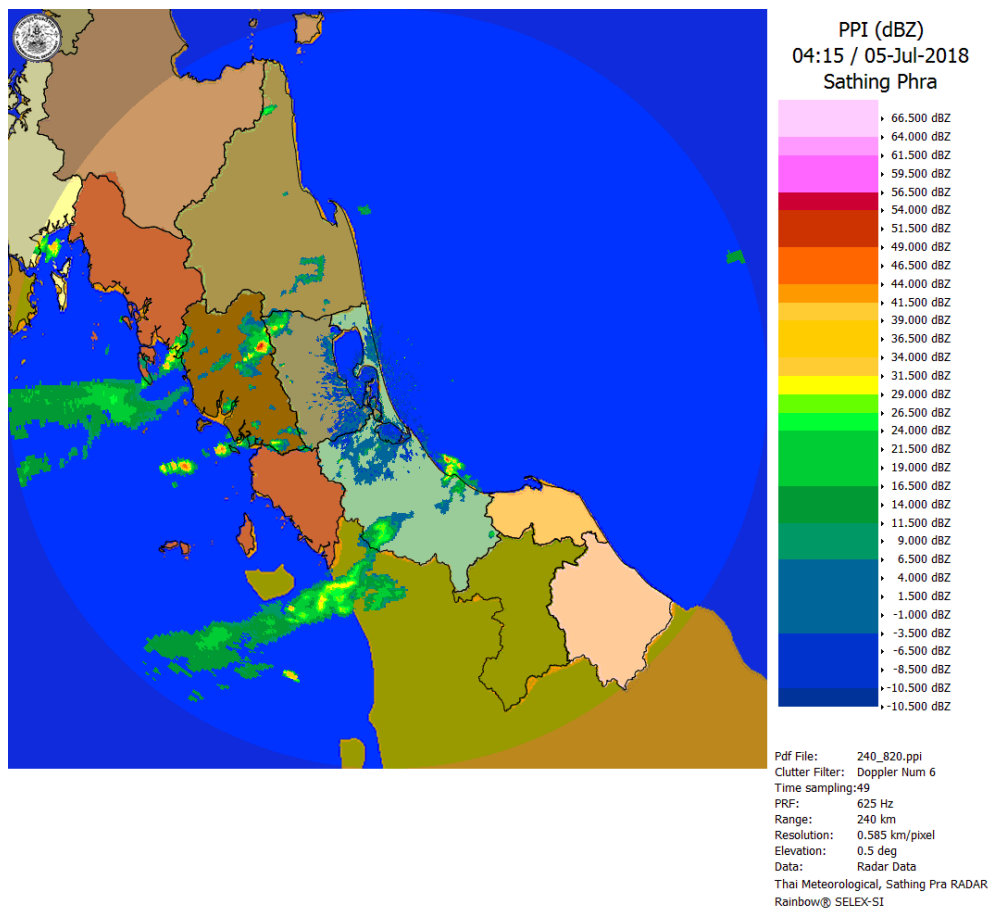 PPI (dBZ)
04:15 / 05-Jul-2018
Sathing Phra
66.500 dBZ
64.000 dBZ
61.500 dBZ
59.500 dBZ
56.500 dBZ
54.000 dBZ
51.500 dBZ
49.000 dBZ
46.500 dBZ
44.000 dBZ
41.500 dBZ
39.000 dBZ
36.500 dBZ
34.000 dBZ
31.500 dBZ
29.000 dBZ
26.500 dBZ
24.000 dBZ
21.500 dBZ
19.000 dBZ
16.500 dBZ
14.000 dBZ
11.500 dBZ
9.000 dBZ
6.500 dBZ
4.000 dBZ
1.500 dBZ
-1.000 dBZ
-3.500 dBZ
-6.500 dBZ
-8.500 dBZ
-10.500 dBZ
-10.500 dBZ
Pdf File: 240_820.ppi
Clutter Filter: Doppler Num 6
Time sampling:49
PRF: 625 Hz
Range: 240 km
Resolution: 0.585 km/pixel
Elevation: 0.5 deg
Data: Radar Data
Thai Meteorological, Sathing Pra RADAR
Rainbow® SELEX-SI